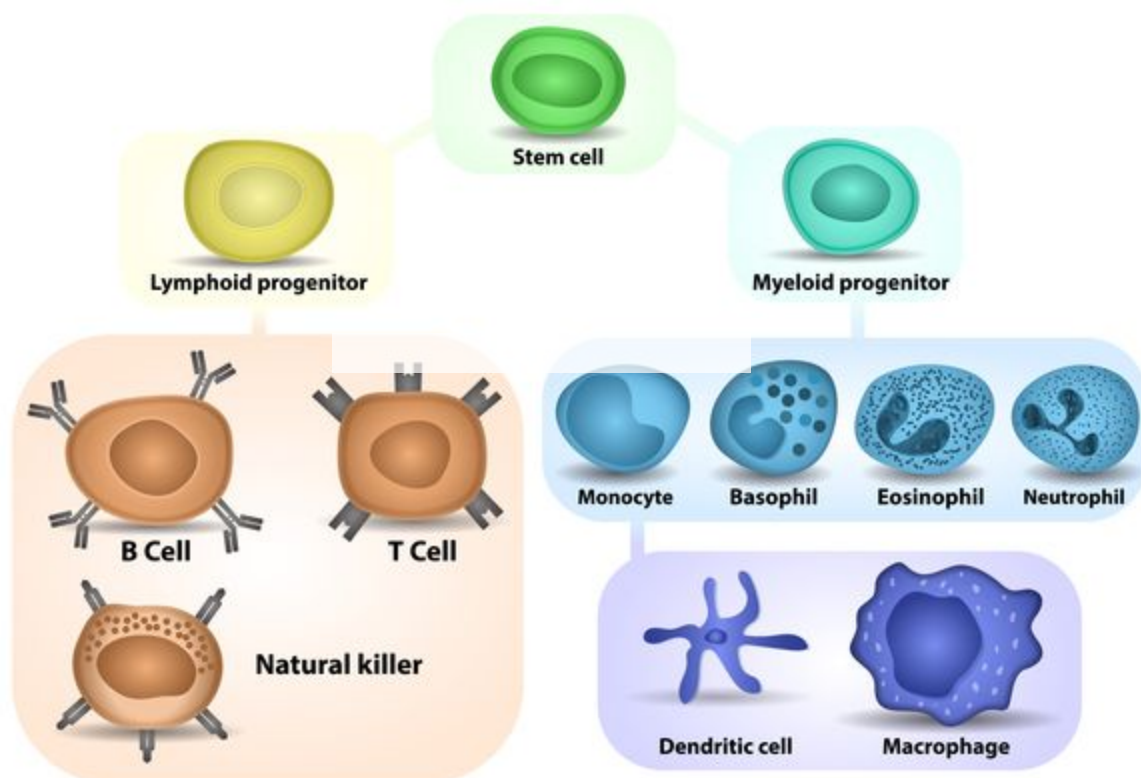 Stem cell
Lymphoid progenitor
Myeloid progenitor
B Cell
T Cell
Natural killer
Monocyte
Basophil
Eosinophil
Neutrophil
Dendritic cell
Macrophage